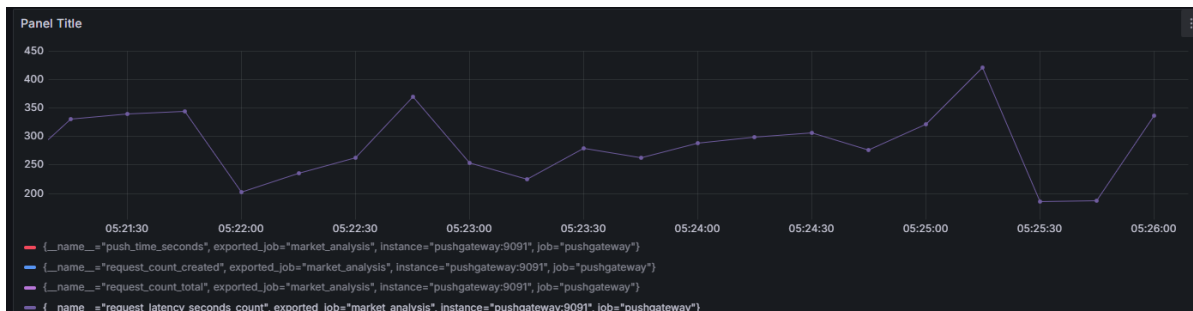 Panel Title
450
400
350
300
250
200
05:21:30 05:22:00 05:22:30 05:23:00 05:23:30 05:24:00 05:24:30 05:25:00 05:25:30 05:26:00
{__name__="push_time_seconds", exported_job="market_analysis", instance="pushgateway:9091", job="pushgateway"}
{__name__="request_count_created", exported_job="market_analysis", instance="pushgateway:9091", job="pushgateway"}
{__name__="request_count_total", exported_job="market_analysis", instance="pushgateway:9091", job="pushgateway"}
{__name__="request_latency_seconds_count", exported_job="market_analysis", instance="pushgateway:9091", job="pushgateway"}